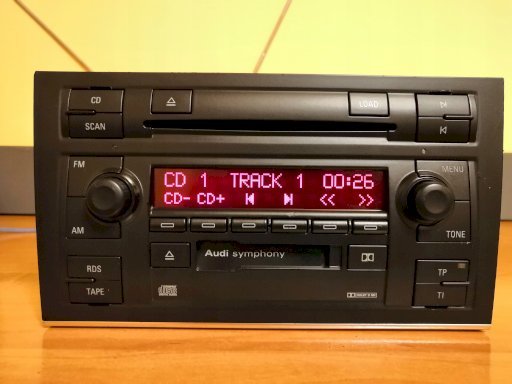 CD
LOAD
SCAN
FM
MENU
CD 1 TRACK 1 00:26
CD- CD+ << >>
AM
TONE
Audi symphony
RDS
TP
TAPE
TI